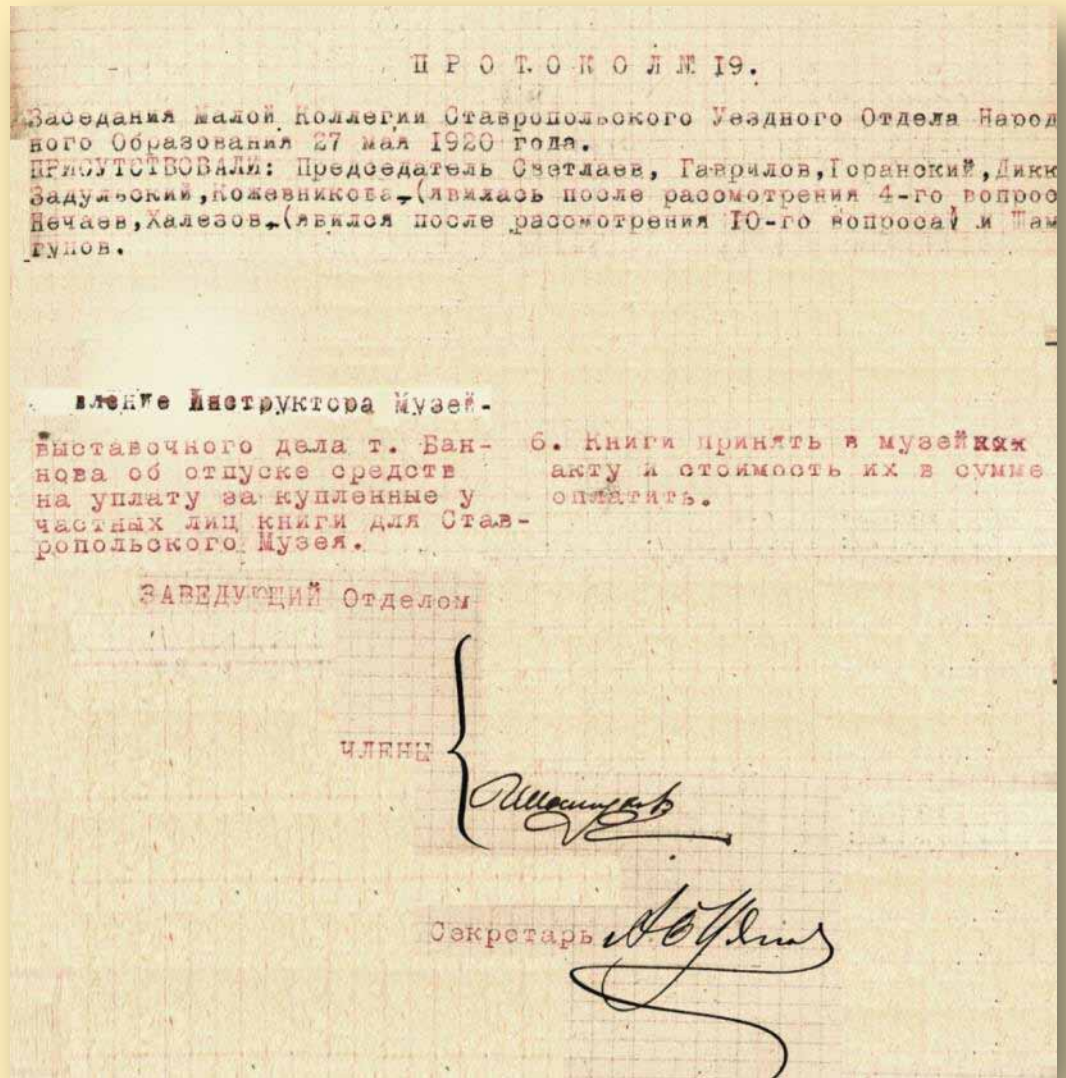 ПРОТОКОЛ № 19.
Заседания Малой Коллегии Ставропольского Уездного Отдела Народ
ного Образования 27 мая 1920 года.
ПРИСУТСТВОВАЛИ: Председатель Светлаев, Гаврилов, Горанский, Дикк
Задульский, Кожевникова, (явилась после рассмотрения 4-го вопрос
Нечаев, Халезов, (явился после рассмотрения 10-го вопроса) и Шам
гунов.
вление Инструктора Музей-
выставочного дела т. Бан-
нова об отпуске средств
на уплату за купленные у
частных лиц книги для Став-
ропольского Музея.
6. Книги принять в музей
акту и стоимость их в сумме
оплатить.
ЗАВЕДУЮЩИЙ Отделом
ЧЛЕНЫ
Секретарь